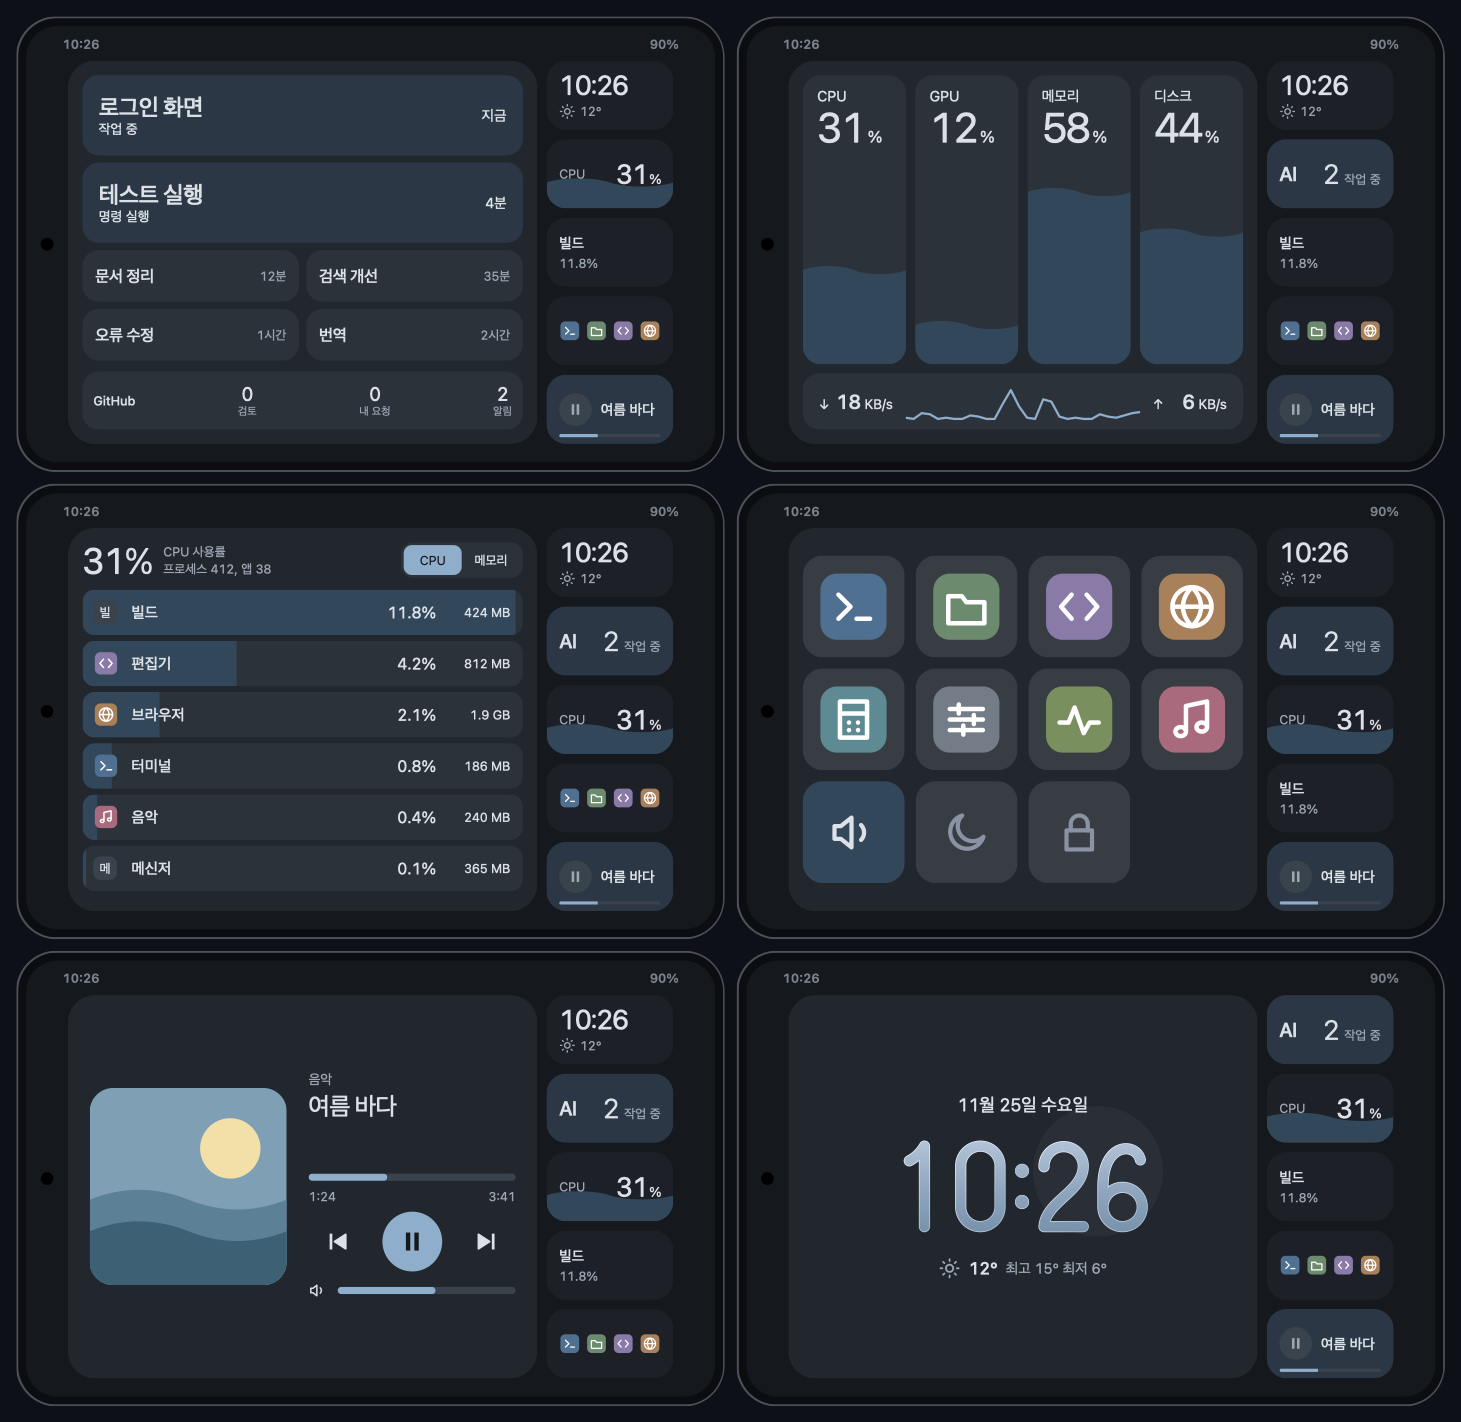 10:26
90%
로그인 화면
작업 중
지금
테스트 실행
명령 실행
4분
문서 정리
12분
검색 개선
35분
오류 수정
1시간
번역
2시간
GitHub
0
검토
0
내 요청
2
알림
10:26
12°
CPU
31%
빌드
11.8%
여름 바다
10:26
90%
CPU
31%
GPU
12%
메모리
58%
디스크
44%
↓ 18 KB/s
↑ 6 KB/s
10:26
12°
AI
2 작업 중
빌드
11.8%
여름 바다
10:26
90%
31%
CPU 사용률
프로세스 412, 앱 38
CPU
메모리
빌 빌드 11.8% 424 MB
편집기 4.2% 812 MB
브라우저 2.1% 1.9 GB
터미널 0.8% 186 MB
음악 0.4% 240 MB
메 메신저 0.1% 365 MB
10:26
12°
AI
2 작업 중
CPU
31%
여름 바다
10:26
90%
10:26
12°
AI
2 작업 중
CPU
31%
빌드
11.8%
여름 바다
10:26
90%
음악
여름 바다
1:24
3:41
10:26
12°
AI
2 작업 중
CPU
31%
빌드
11.8%
10:26
90%
11월 25일 수요일
10:26
12° 최고 15° 최저 6°
AI
2 작업 중
CPU
31%
빌드
11.8%
여름 바다